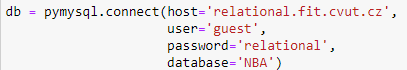 db = pymysql.connect(host='relational.fit.cvut.cz',
                     user='guest',
                     password='relational',
                     database='NBA')